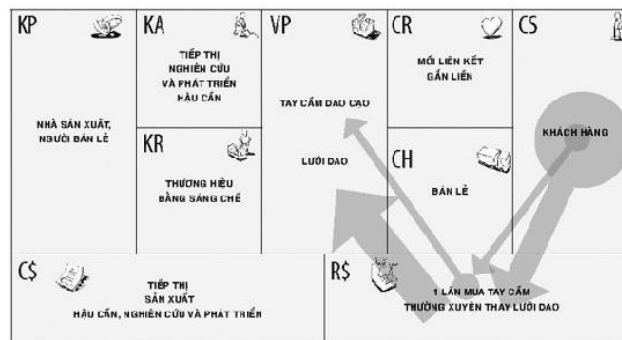 KP
NHÀ SẢN XUẤT,
NGƯỜI BÁN LẺ
KA
TIẾP THỊ
NGHIÊN CỨU
VÀ PHÁT TRIỂN
HẬU CẦN
KR
THƯƠNG HIỆU
BẰNG SÁNG CHẾ
VP
TAY CẦM DAO CẠO
LƯỠI DAO
CR
MỐI LIÊN KẾT
GẮN LIỀN
CH
BÁN LẺ
CS
KHÁCH HÀNG
C$
TIẾP THỊ
SẢN XUẤT
HẬU CẦN, NGHIÊN CỨU VÀ PHÁT TRIỂN
R$
1 LẦN MUA TAY CẦM
THƯỜNG XUYÊN THAY LƯỠI DAO